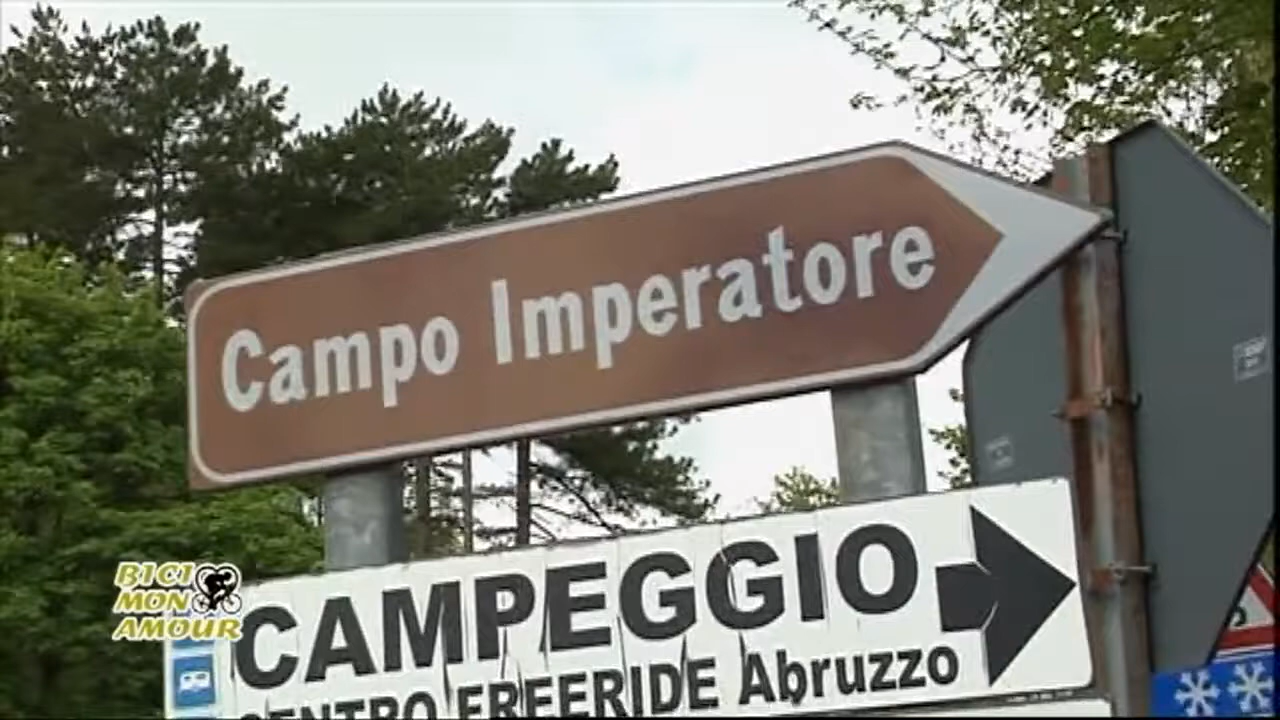 Campo Imperatore
CAMPEGGIO
CENTRO FREERIDE Abruzzo
BICI
MON
AMOUR